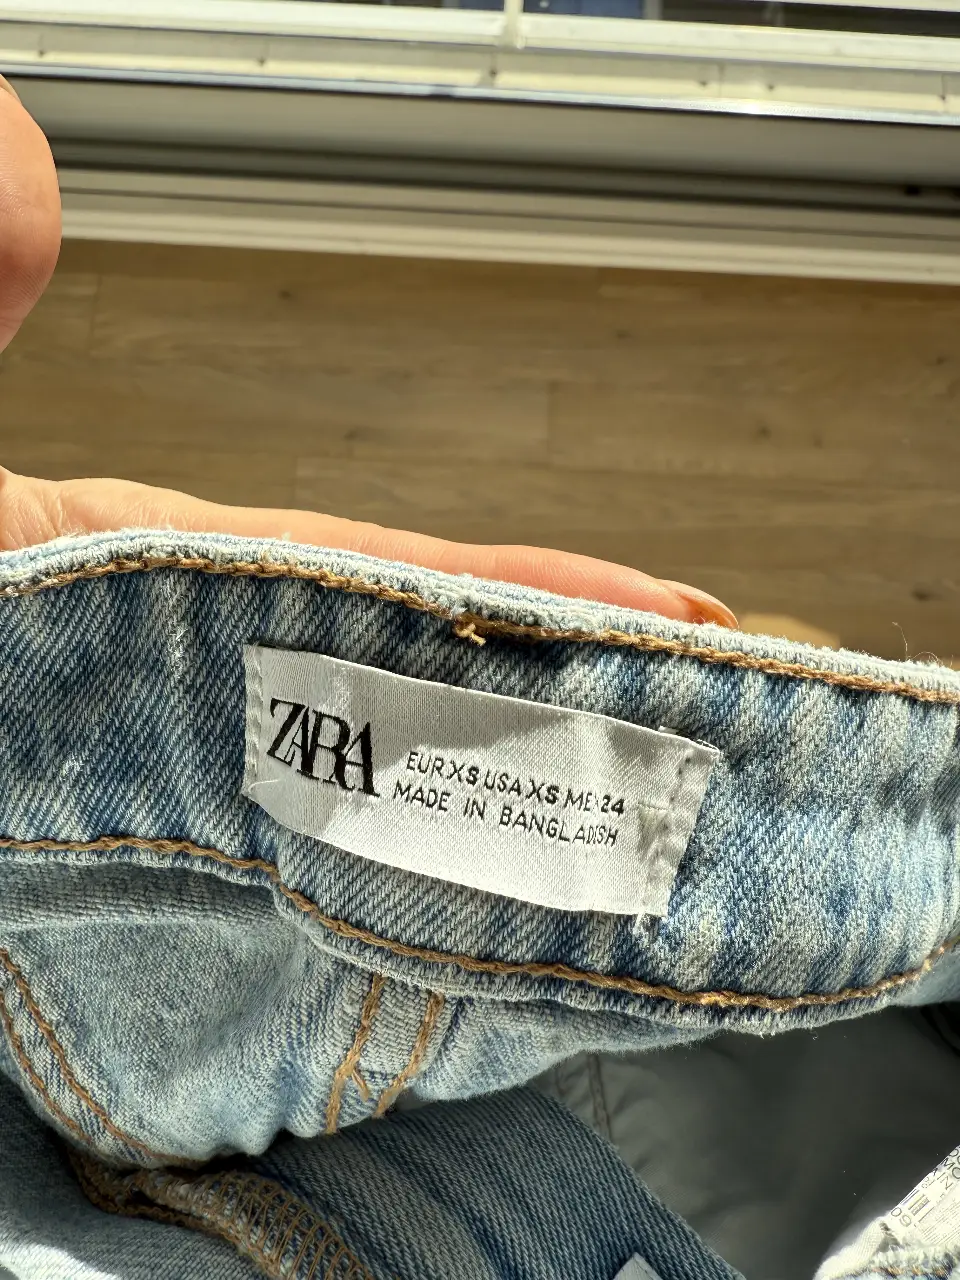 ZARA
EUR XS USA XS MEX 24
MADE IN BANGLADESH